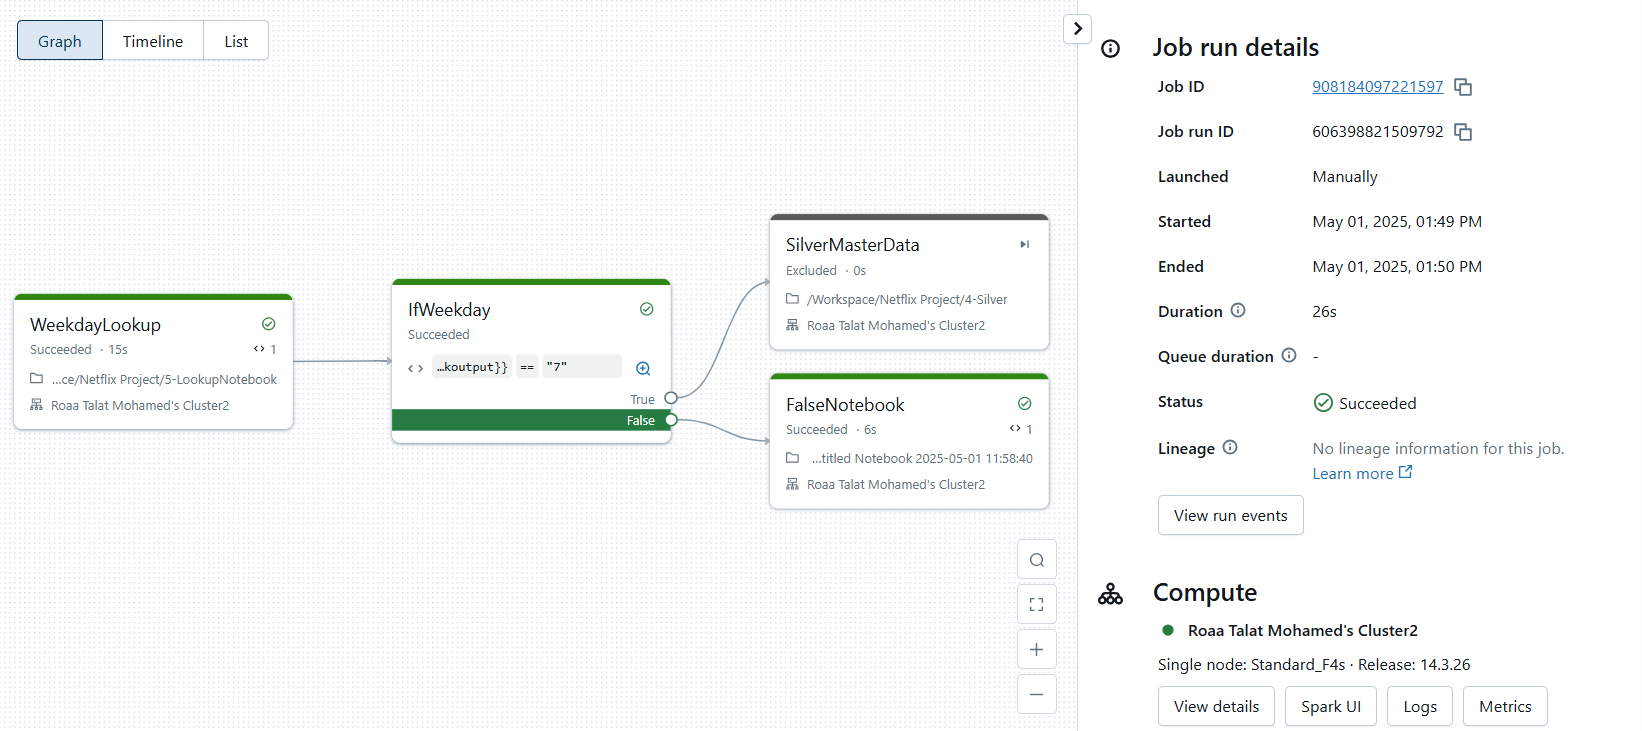 Graph
Timeline
List
WeekdayLookup
Succeeded · 15s
1
...ce/Netflix Project/5-LookupNotebook
Roaa Talat Mohamed's Cluster2
IfWeekday
Succeeded
...koutput}} == "7"
True
False
SilverMasterData
Excluded · 0s
/Workspace/Netflix Project/4-Silver
Roaa Talat Mohamed's Cluster2
FalseNotebook
Succeeded · 6s
1
...titled Notebook 2025-05-01 11:58:40
Roaa Talat Mohamed's Cluster2
Job run details
Job ID 908184097221597
Job run ID 606398821509792
Launched Manually
Started May 01, 2025, 01:49 PM
Ended May 01, 2025, 01:50 PM
Duration 26s
Queue duration -
Status Succeeded
Lineage No lineage information for this job.
Learn more
View run events
Compute
Roaa Talat Mohamed's Cluster2
Single node: Standard_F4s · Release: 14.3.26
View details
Spark UI
Logs
Metrics